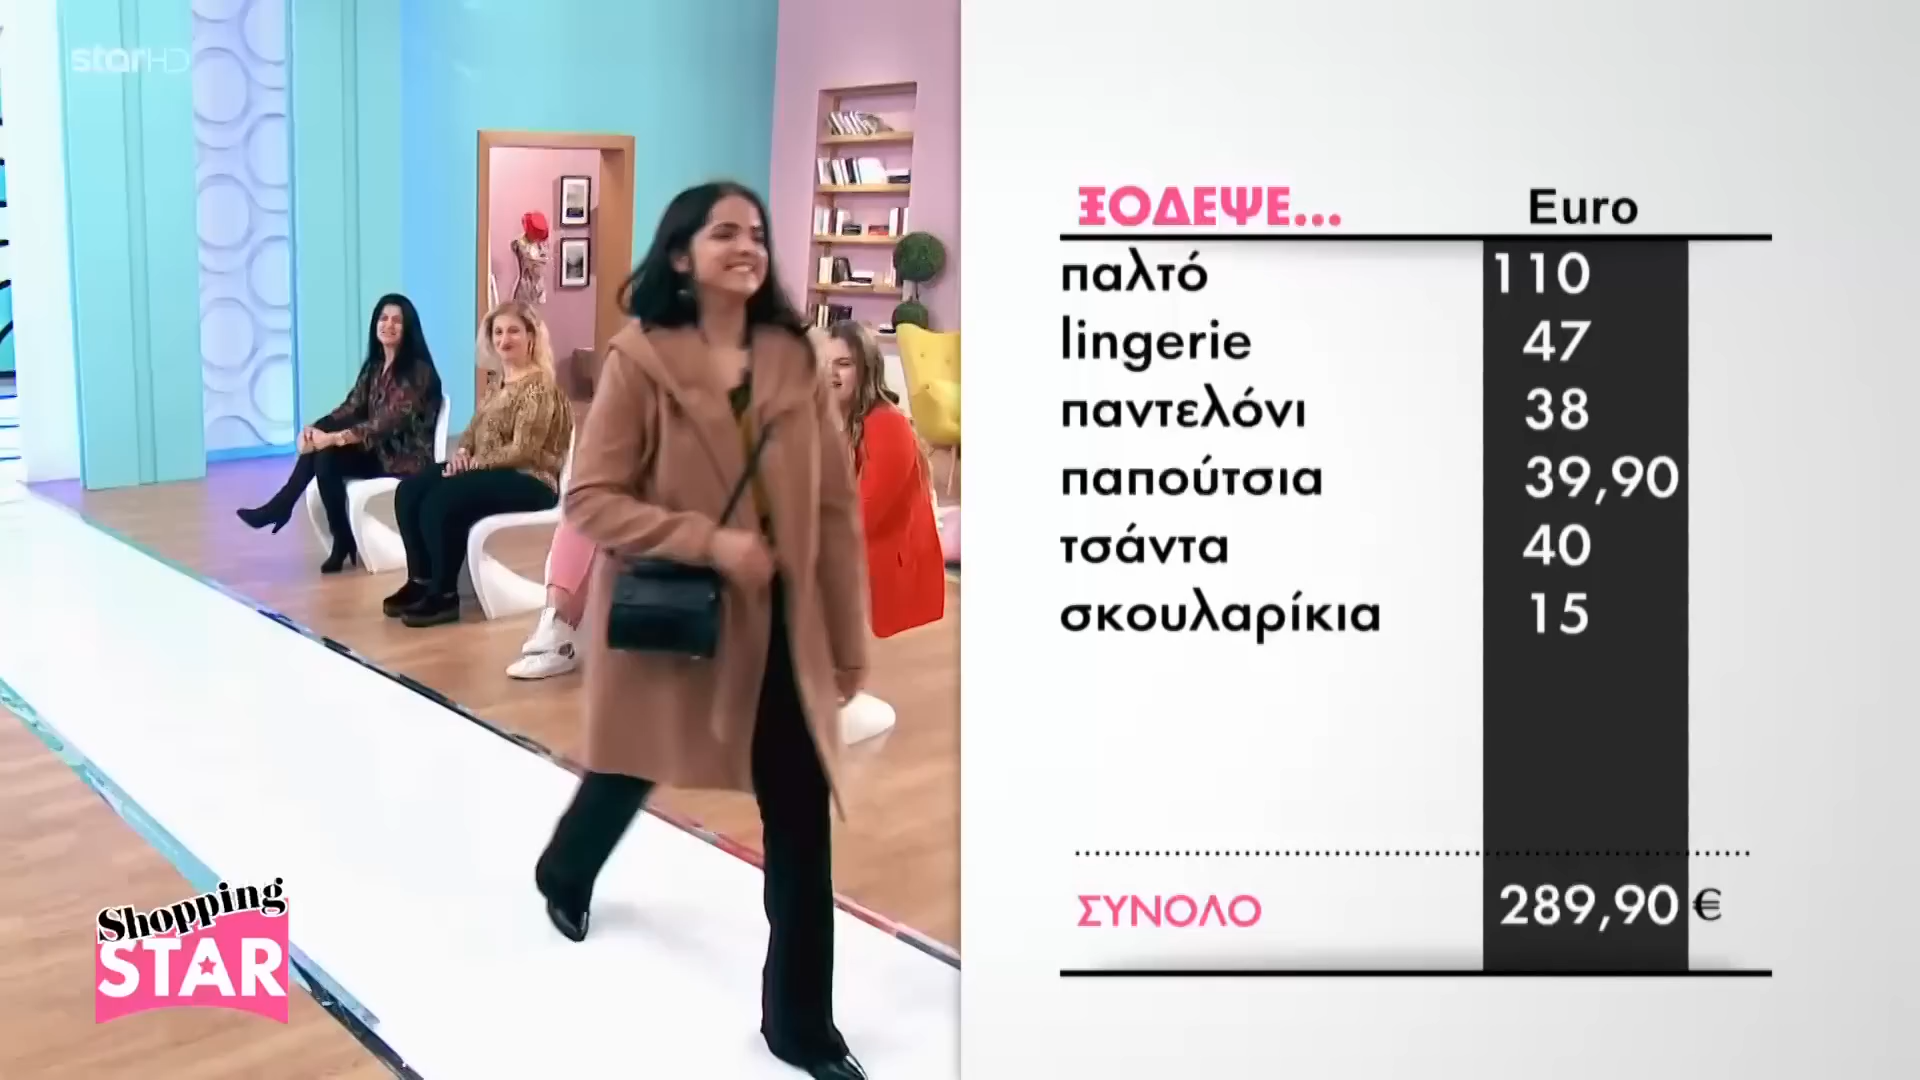 starHD
ΞΟΔΕΨΕ... Euro
παλτό 110
lingerie 47
παντελόνι 38
παπούτσια 39,90
τσάντα 40
σκουλαρίκια 15
ΣΥΝΟΛΟ 289,90 €
Shopping
STAR